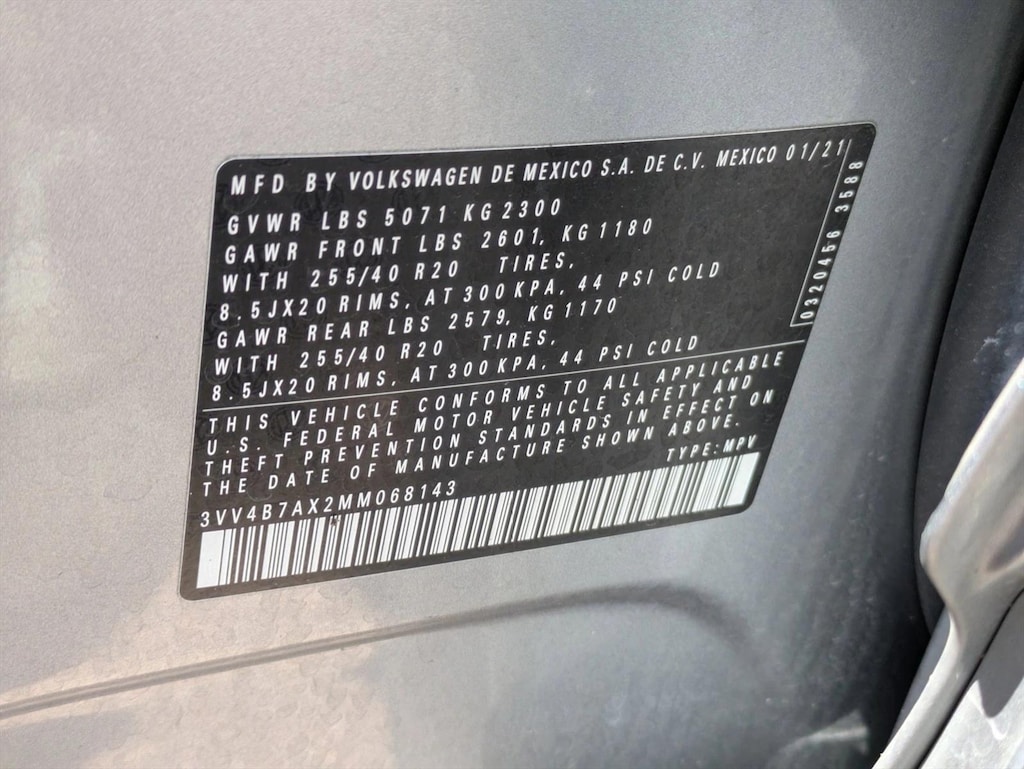 MFD BY VOLKSWAGEN DE MEXICO S.A. DE C.V. MEXICO 01/21
GVWR LBS 5071 KG 2300
GAWR FRONT LBS 2601, KG 1180
WITH 255/40 R20 TIRES,
8.5JX20 RIMS, AT 300 KPA, 44 PSI COLD
GAWR REAR LBS 2579, KG 1170
WITH 255/40 R20 TIRES,
8.5JX20 RIMS, AT 300 KPA, 44 PSI COLD
0320456 3588
THIS VEHICLE CONFORMS TO ALL APPLICABLE
U.S. FEDERAL MOTOR VEHICLE SAFETY AND
THEFT PREVENTION STANDARDS IN EFFECT ON
THE DATE OF MANUFACTURE SHOWN ABOVE.
TYPE: MPV
3VV4B7AX2MM068143